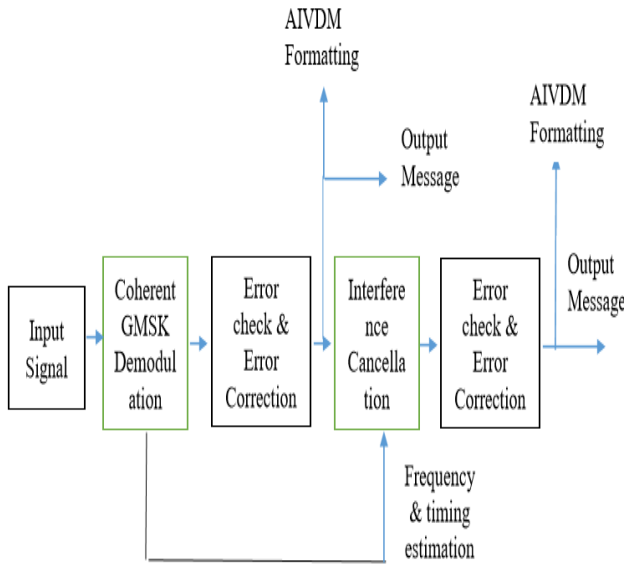 AIVDM
Formatting
AIVDM
Formatting
Output
Message
Output
Message
Input
Signal
Coherent
GMSK
Demodul
ation
Error
check &
Error
Correction
Interfere
nce
Cancella
tion
Error
check &
Error
Correction
Frequency
& timing
estimation